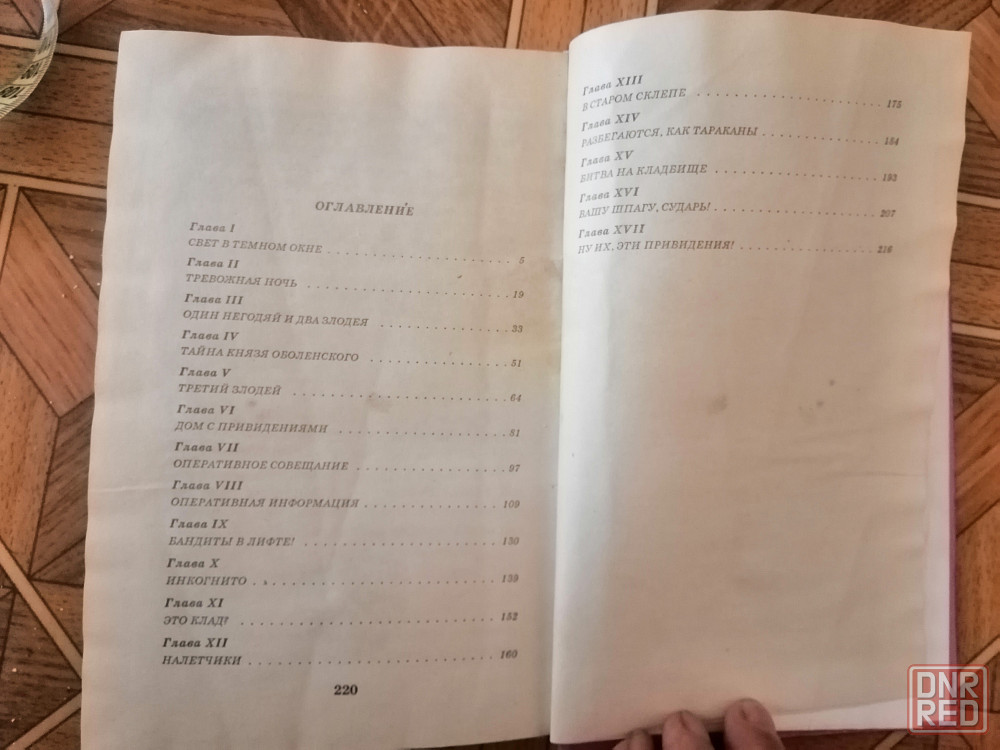 ОГЛАВЛЕНИЕ
Глава I
СВЕТ В ТЕМНОМ ОКНЕ . . . . . . . . . . . . . . . . . . . 5
Глава II
ТРЕВОЖНАЯ НОЧЬ . . . . . . . . . . . . . . . . . . . . . 19
Глава III
ОДИН НЕГОДЯЙ И ДВА ЗЛОДЕЯ . . . . . . . . . . . . 33
Глава IV
ТАЙНА КНЯЗЯ ОБОЛЕНСКОГО . . . . . . . . . . . . . 51
Глава V
ТРЕТИЙ ЗЛОДЕЙ . . . . . . . . . . . . . . . . . . . . . . 64
Глава VI
ДОМ С ПРИВИДЕНИЯМИ . . . . . . . . . . . . . . . . . 81
Глава VII
ОПЕРАТИВНОЕ СОВЕЩАНИЕ . . . . . . . . . . . . . . 97
Глава VIII
ОПЕРАТИВНАЯ ИНФОРМАЦИЯ . . . . . . . . . . . . . 109
Глава IX
БАНДИТЫ В ЛИФТЕ! . . . . . . . . . . . . . . . . . . . . 130
Глава X
ИНКОГНИТО . . . . . . . . . . . . . . . . . . . . . . . . . 139
Глава XI
ЭТО КЛАД? . . . . . . . . . . . . . . . . . . . . . . . . . . 152
Глава XII
НАЛЕТЧИКИ . . . . . . . . . . . . . . . . . . . . . . . . . 160
220
Глава XIII
В СТАРОМ СКЛЕПЕ . . . . . . . . . . . . . . . . . . . . 175
Глава XIV
РАЗБЕГАЮТСЯ, КАК ТАРАКАНЫ . . . . . . . . . . . . 184
Глава XV
БИТВА НА КЛАДБИЩЕ . . . . . . . . . . . . . . . . . . 193
Глава XVI
ВАШУ ШПАГУ, СУДАРЬ! . . . . . . . . . . . . . . . . . . 207
Глава XVII
НУ ИХ, ЭТИ ПРИВИДЕНИЯ! . . . . . . . . . . . . . . . 216
DNR
RED